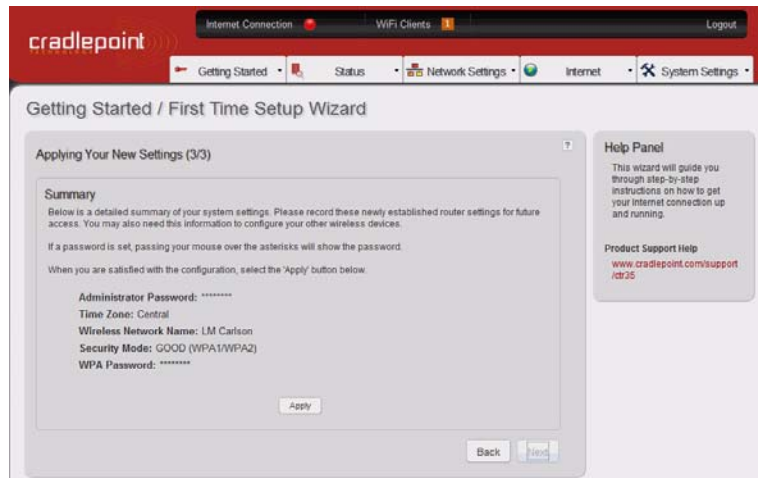 Internet Connection
WiFi Clients 1
Logout
cradlepoint
TECHNOLOGY
Getting Started
Status
Network Settings
Internet
System Settings
Getting Started / First Time Setup Wizard
Applying Your New Settings (3/3)
?
Summary
Below is a detailed summary of your system settings. Please record these newly established router settings for future
access. You may also need this information to configure your other wireless devices.
If a password is set, passing your mouse over the asterisks will show the password.
When you are satisfied with the configuration, select the 'Apply' button below.
Administrator Password: ********
Time Zone: Central
Wireless Network Name: LM Carlson
Security Mode: GOOD (WPA1/WPA2)
WPA Password: ********
Apply
Back
Next
Help Panel
This wizard will guide you
through step-by-step
instructions on how to get
your internet connection up
and running.
Product Support Help
www.cradlepoint.com/support
/ctr35